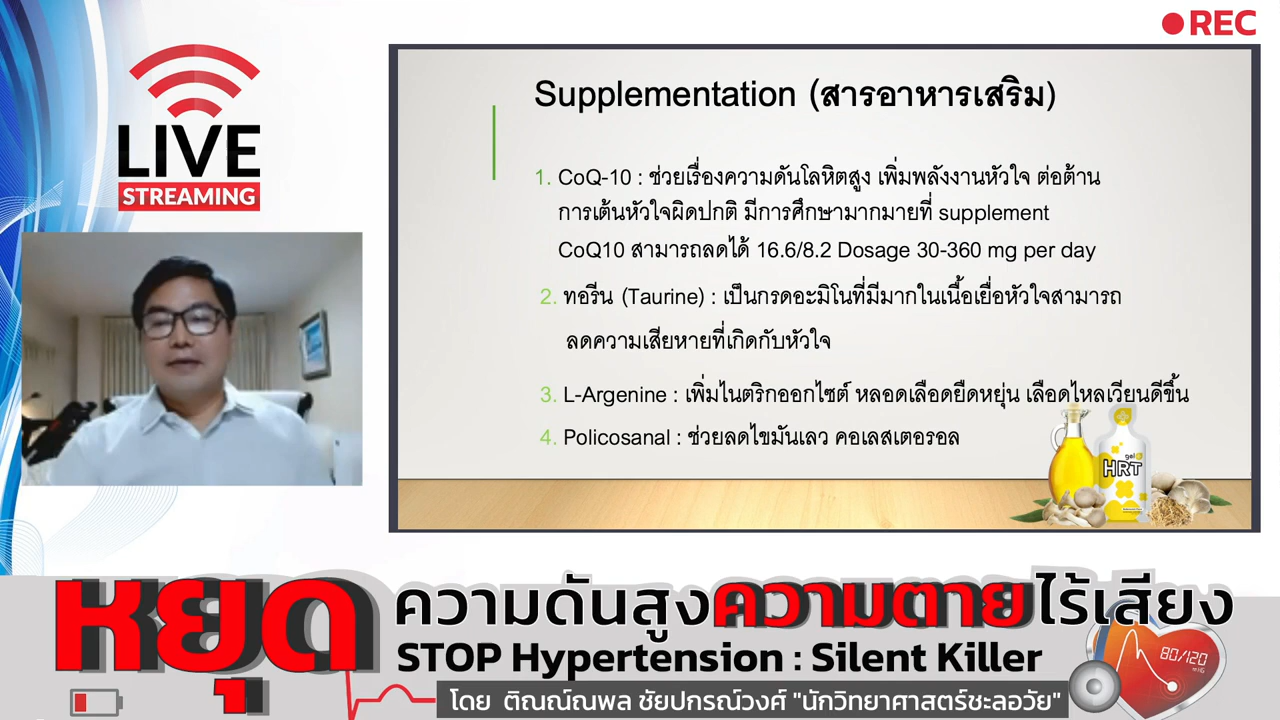 REC
LIVE
STREAMING
Supplementation (สารอาหารเสริม)
1. CoQ-10 : ช่วยเรื่องความดันโลหิตสูง เพิ่มพลังงานหัวใจ ต่อต้าน
การเต้นหัวใจผิดปกติ มีการศึกษามากมายที่ supplement
CoQ10 สามารถลดได้ 16.6/8.2 Dosage 30-360 mg per day
2. ทอรีน (Taurine) : เป็นกรดอะมิโนที่มีมากในเนื้อเยื่อหัวใจสามารถ
ลดความเสียหายที่เกิดกับหัวใจ
3. L-Argenine : เพิ่มไนตริกออกไซต์ หลอดเลือดยืดหยุ่น เลือดไหลเวียนดีขึ้น
4. Policosanal : ช่วยลดไขมันเลว คอเลสเตอรอล
gel
HRT
หยุด ความดันสูงความตายไร้เสียง
STOP Hypertension : Silent Killer
80/120
โดย ติณณ์ณพล ชัยปกรณ์วงศ์ "นักวิทยาศาสตร์ชะลอวัย"